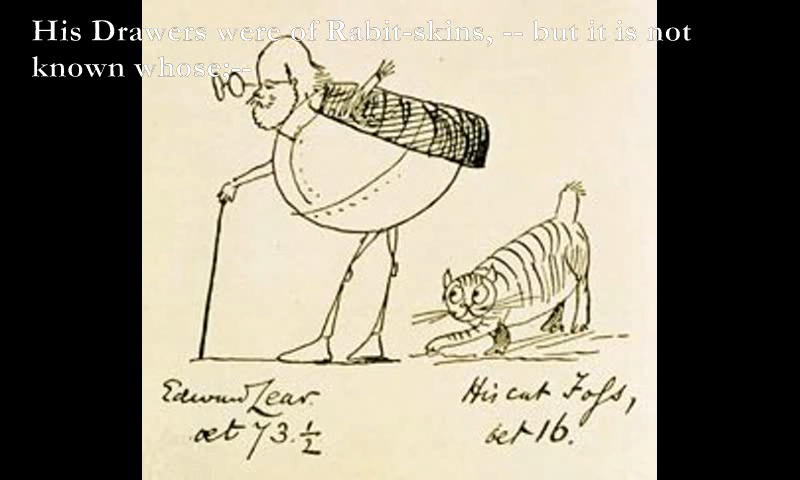 His Drawers were of Rabit-skins, -- but it is not
known whose;--
Edward Lear.
His cat Foss,
æt 73.½
æt 16.